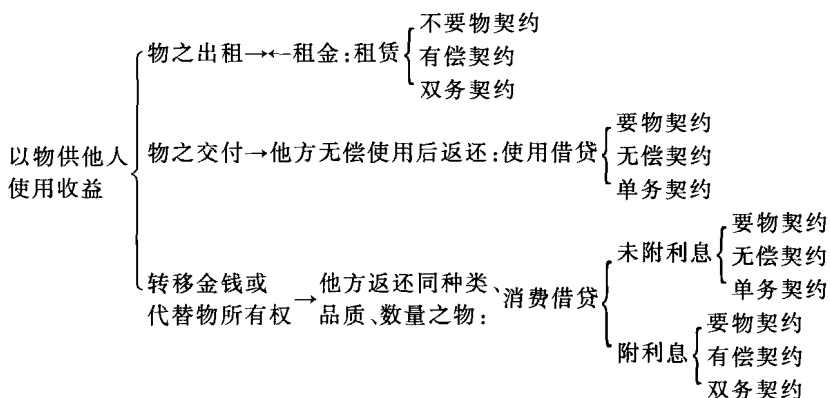 以物供他人
使用收益
物之出租→←租金:租赁
不要物契约
有偿契约
双务契约
物之交付→他方无偿使用后返还:使用借贷
要物契约
无偿契约
单务契约
转移金钱或
代替物所有权
→
他方返还同种类、
品质、数量之物:
消费借贷
未附利息
要物契约
无偿契约
单务契约
附利息
要物契约
有偿契约
双务契约